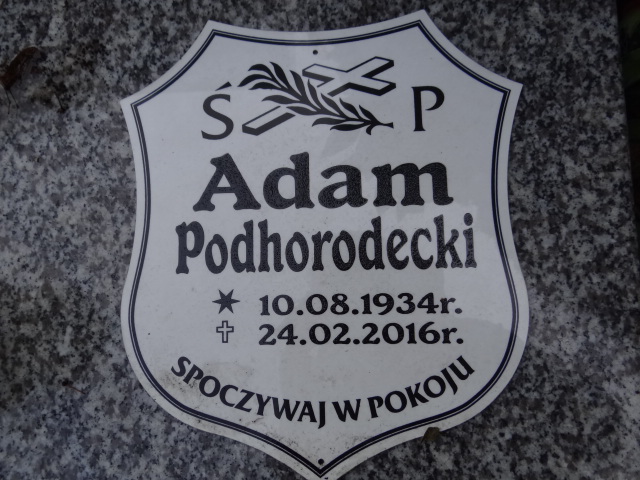 Ś P
Adam
Podhorodecki
10.08.1934r.
24.02.2016r.
SPOCZYWAJ W POKOJU